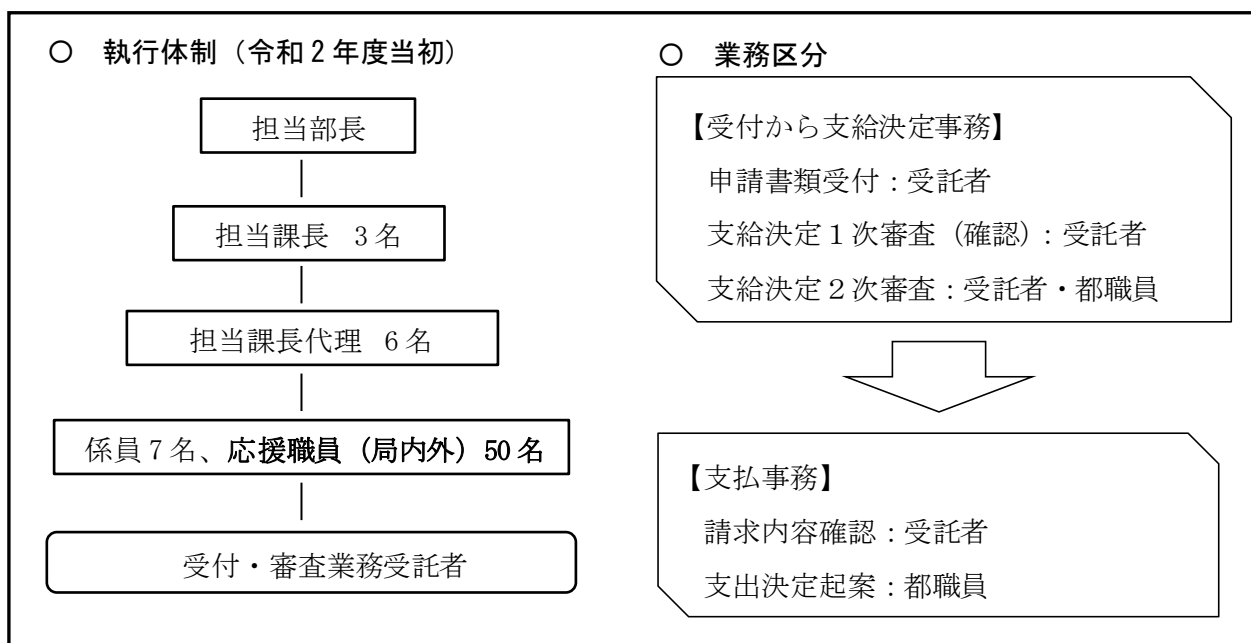 ○ 執行体制（令和２年度当初）
担当部長
担当課長 ３名
担当課長代理 ６名
係員７名、応援職員（局内外）50名
受付・審査業務受託者
○ 業務区分
【受付から支給決定事務】
申請書類受付：受託者
支給決定１次審査（確認）：受託者
支給決定２次審査：受託者・都職員
【支払事務】
請求内容確認：受託者
支出決定起案：都職員